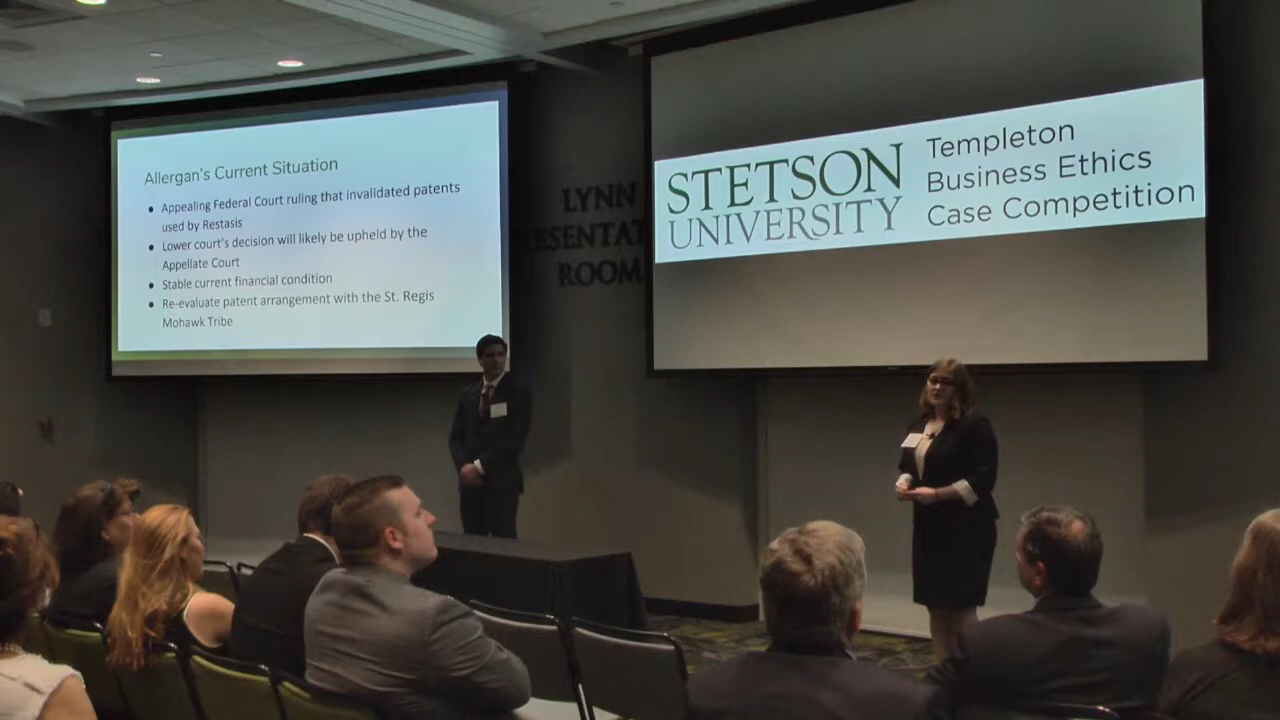 Allergan's Current Situation
• Appealing Federal Court ruling that invalidated patents
used by Restasis
• Lower court's decision will likely be upheld by the
Appellate Court
• Stable current financial condition
• Re-evaluate patent arrangement with the St. Regis
Mohawk Tribe
LYNN
ROOM
STETSON
UNIVERSITY
Templeton
Business Ethics
Case Competition